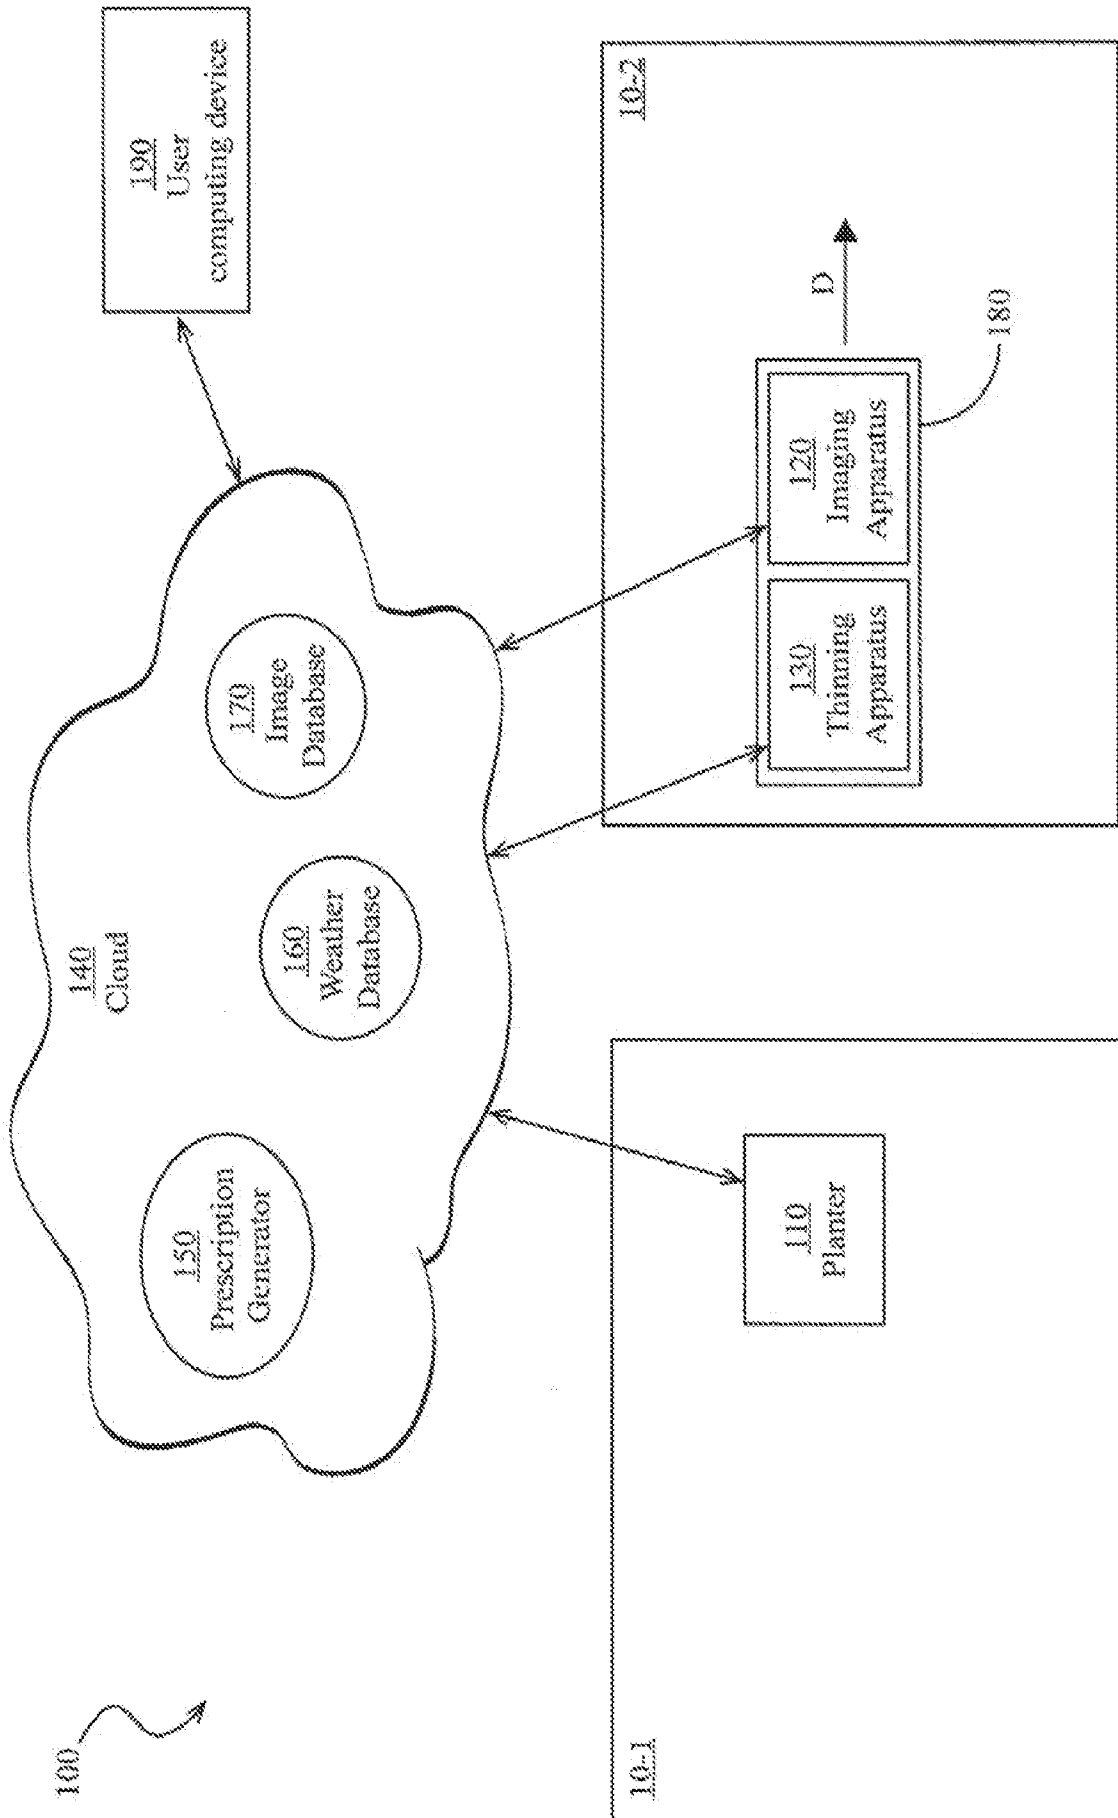 100
140
Cloud
150
Prescription
Generator
160
Weather
Database
170
Image
Database
190
User
computing device
10-1
110
Planter
10-2
130
Thinning
Apparatus
120
Imaging
Apparatus
D
180